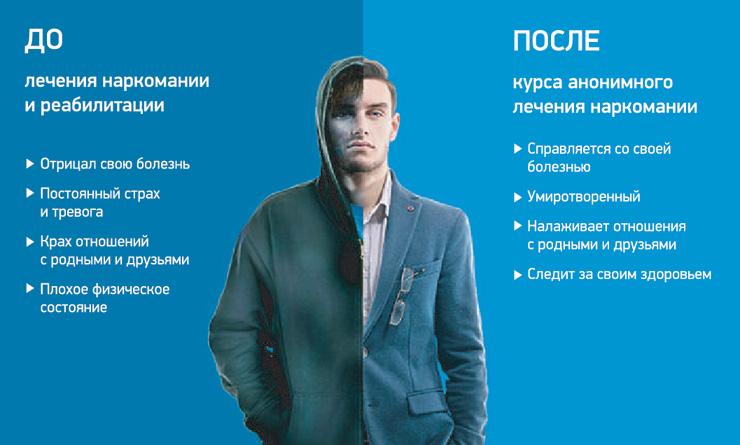 ДО
лечения наркомании
и реабилитации
Отрицал свою болезнь
Постоянный страх
и тревога
Крах отношений
с родными и друзьями
Плохое физическое
состояние
ПОСЛЕ
курса анонимного
лечения наркомании
Справляется со своей
болезнью
Умиротворенный
Налаживает отношения
с родными и друзьями
Следит за своим здоровьем